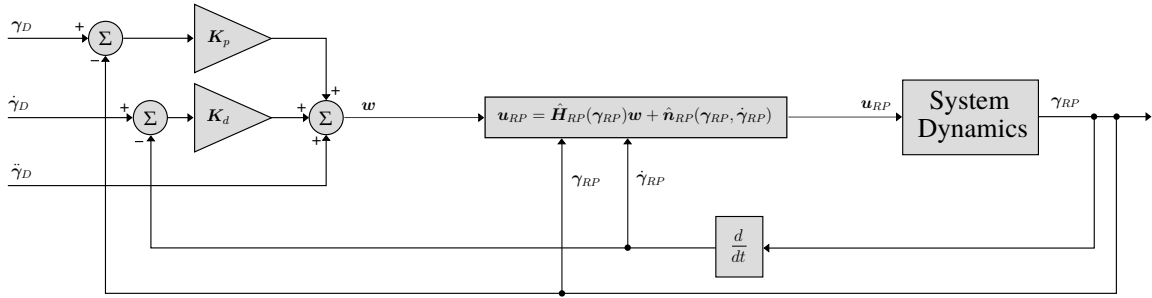 γ_D + Σ − K_p
γ̇_D + Σ − K_d + + + Σ w
γ̈_D
u_RP = Ĥ_RP(γ_RP)w + n̂_RP(γ_RP, γ̇_RP)
u_RP
System
Dynamics
γ_RP
γ_RP
γ̇_RP
d
dt